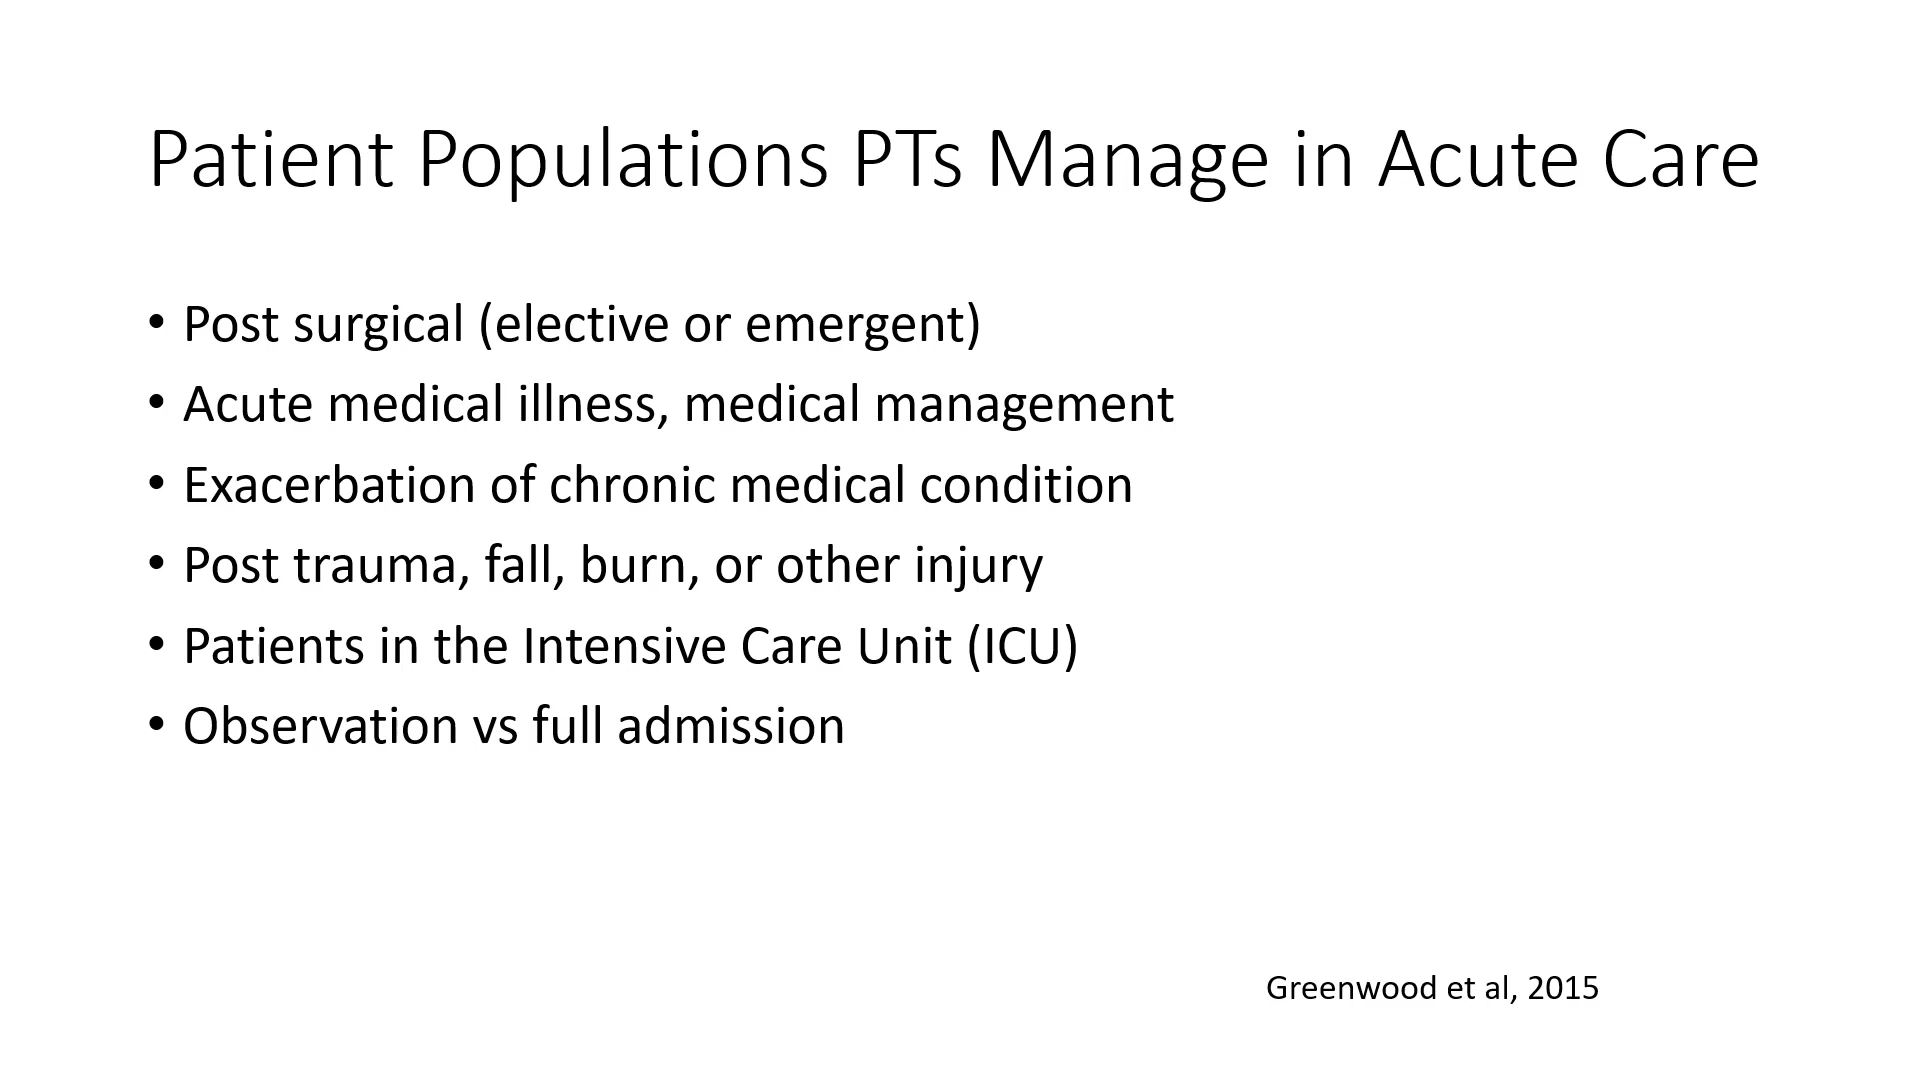 Patient Populations PTs Manage in Acute Care
• Post surgical (elective or emergent)
• Acute medical illness, medical management
• Exacerbation of chronic medical condition
• Post trauma, fall, burn, or other injury
• Patients in the Intensive Care Unit (ICU)
• Observation vs full admission
Greenwood et al, 2015